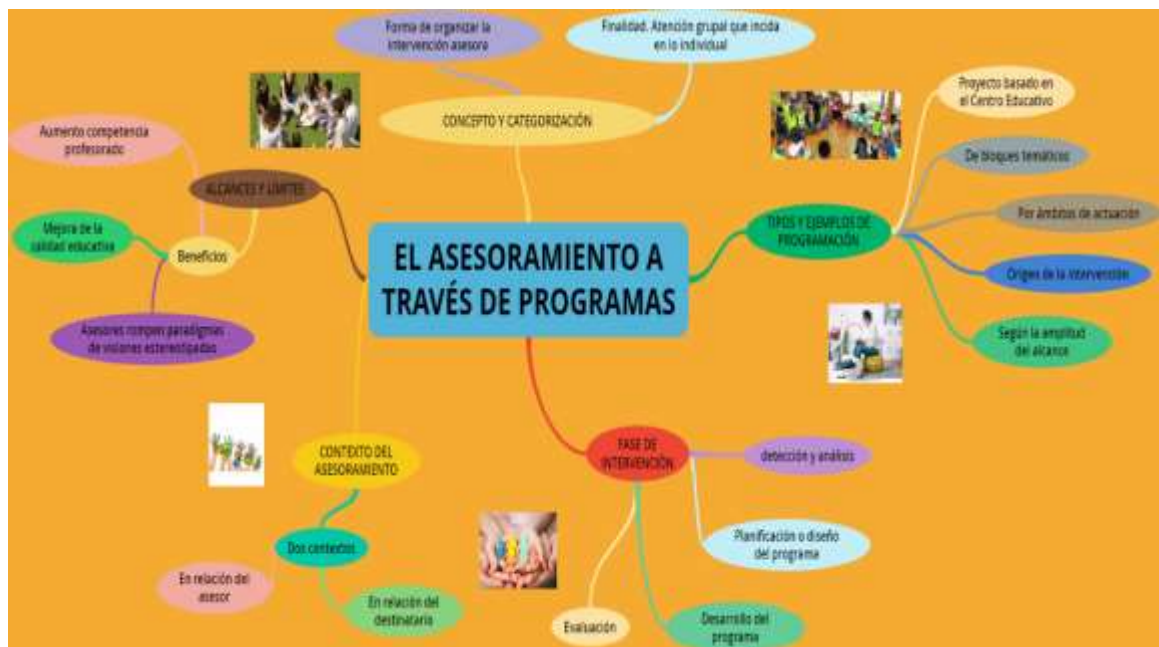 Forma de organizar la
intervención asesora
Finalidad. Atención grupal que incida
en lo individual
CONCEPTO Y CATEGORIZACIÓN
Proyecto basado en
el Centro Educativo
De bloques temáticos
Por ámbitos de actuación
Origen de la intervención
Según la amplitud
del alcance
TIPOS Y EJEMPLOS DE
PROGRAMACIÓN
Aumento competencia
profesorado
ALCANCES Y LÍMITES
Mejora de la
calidad educativa
Beneficios
Asesores rompen paradigmas
de visiones estereotipadas
EL ASESORAMIENTO A
TRAVÉS DE PROGRAMAS
CONTEXTO DEL
ASESORAMIENTO
Dos contextos
En relación del
asesor
En relación del
destinatario
FASE DE
INTERVENCIÓN
detección y análisis
Planificación o diseño
del programa
Desarrollo del
programa
Evaluación